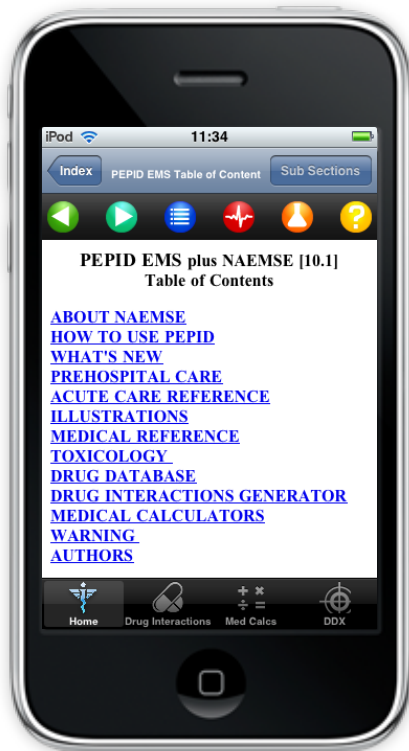 iPod 11:34
Index PEPID EMS Table of Content Sub Sections
?
PEPID EMS plus NAEMSE [10.1]
Table of Contents
ABOUT NAEMSE
HOW TO USE PEPID
WHAT'S NEW
PREHOSPITAL CARE
ACUTE CARE REFERENCE
ILLUSTRATIONS
MEDICAL REFERENCE
TOXICOLOGY
DRUG DATABASE
DRUG INTERACTIONS GENERATOR
MEDICAL CALCULATORS
WARNING
AUTHORS
+ ×
÷ =
Home Drug Interactions Med Calcs DDX